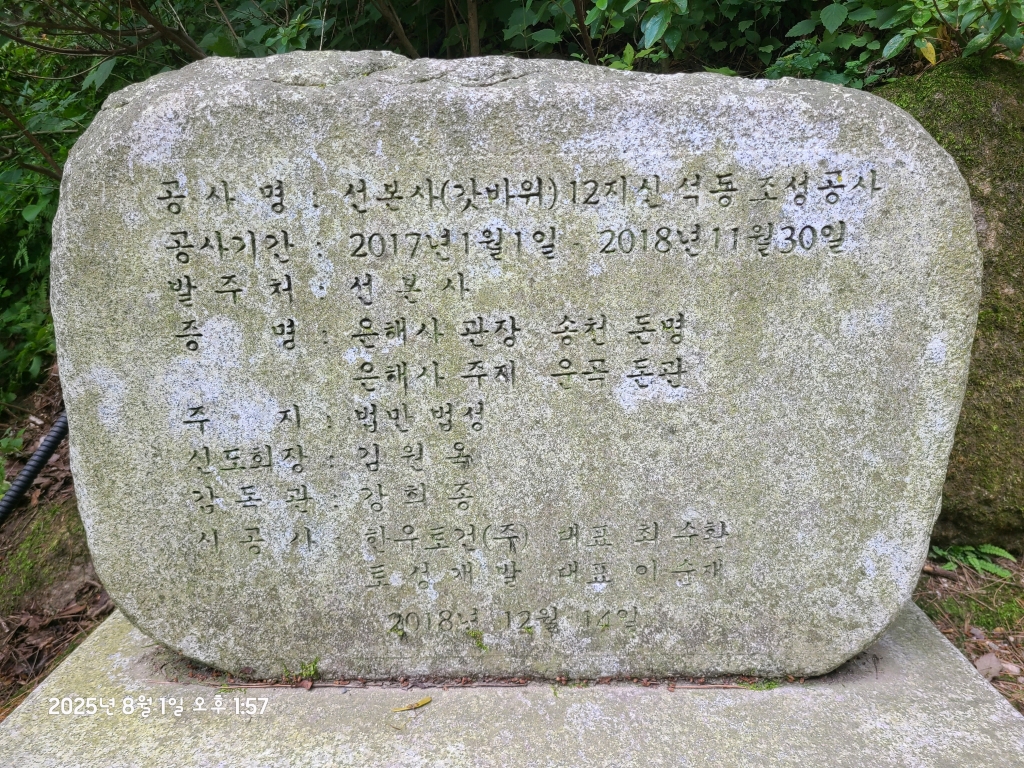 공 사 명 : 선본사(갓바위) 12지신 석등 조성공사
공사기간 : 2017년 1월 1일 - 2018년 11월 30일
발 주 처 : 선 본 사
증 명 : 은해사 관장 송천 돈명
은해사 주지 운곡 돈관
주 지 : 법만 법성
신도회장 : 김 원 옥
감 독 관 : 강 희 종
시 공 사 : 한우토건(주) 대표 최 수환
토 성 개 발 대표 이
2018년 12월 14일
2025년 8월 1일 오후 1:57